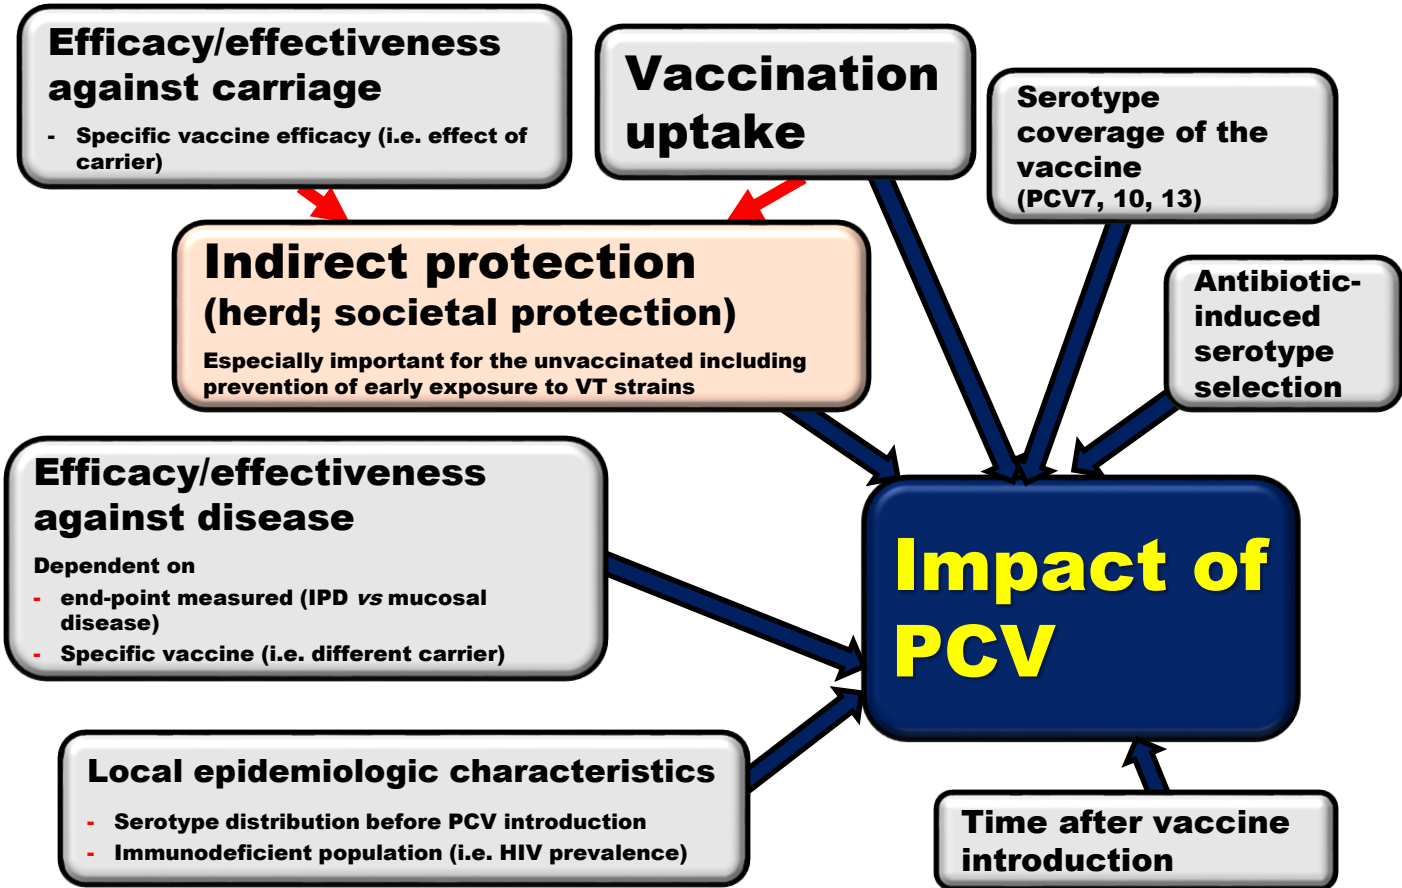 Efficacy/effectiveness
against carriage
- Specific vaccine efficacy (i.e. effect of
carrier)
Vaccination
uptake
Serotype
coverage of the
vaccine
(PCV7, 10, 13)
Indirect protection
(herd; societal protection)
Especially important for the unvaccinated including
prevention of early exposure to VT strains
Antibiotic-
induced
serotype
selection
Efficacy/effectiveness
against disease
Dependent on
- end-point measured (IPD vs mucosal
disease)
- Specific vaccine (i.e. different carrier)
Impact of
PCV
Local epidemiologic characteristics
- Serotype distribution before PCV introduction
- Immunodeficient population (i.e. HIV prevalence)
Time after vaccine
introduction